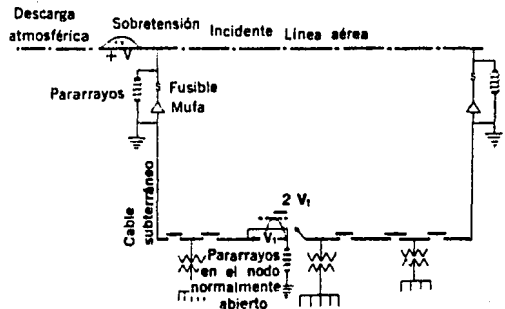 Descarga
atmosférica
Sobretensión
Incidente
Línea aérea
+ V
Pararrayos
Fusible
Mufa
Cable
subterráneo
2 V₁
V₁
Pararrayos
en el nodo
normalmente
abierto